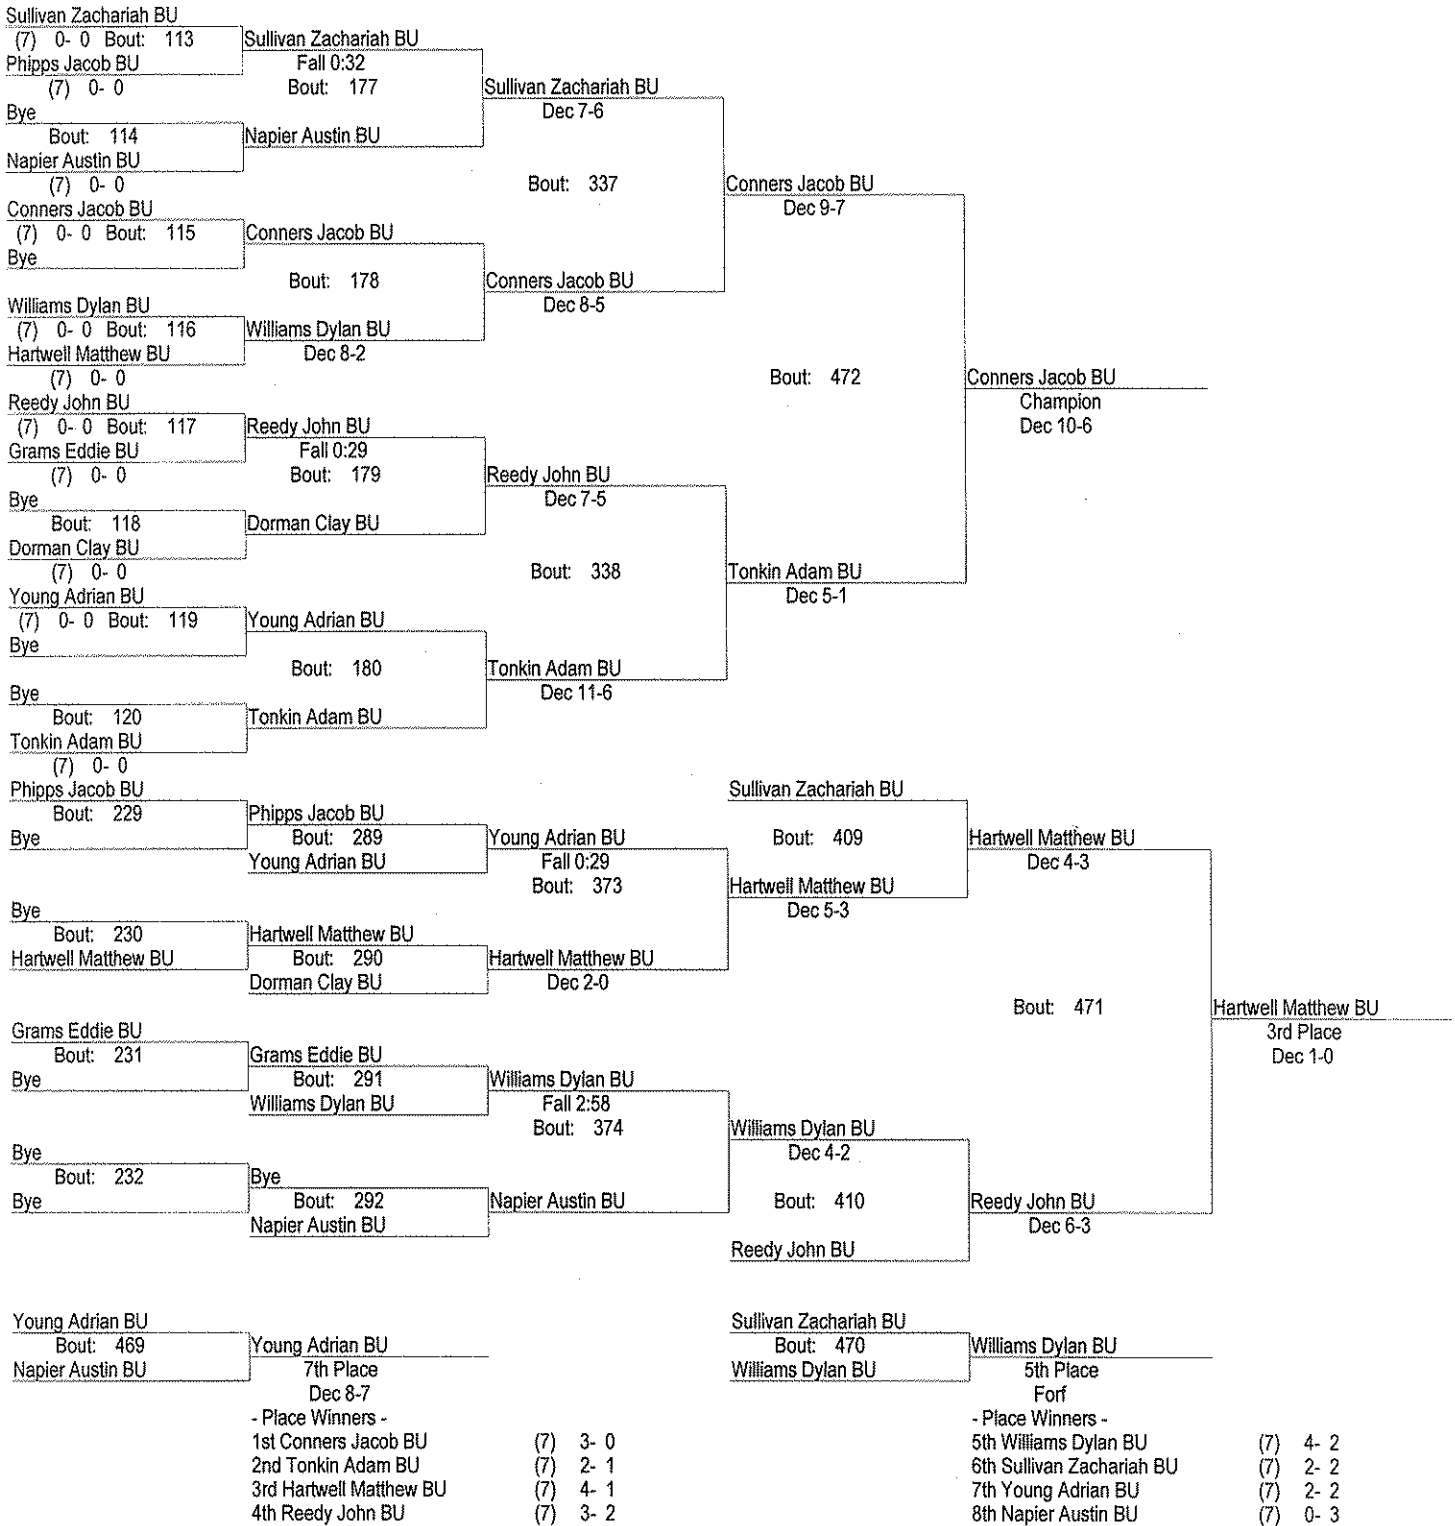 Sullivan Zachariah BU
(7) 0- 0 Bout: 113
Phipps Jacob BU
(7) 0- 0
Bye
Bout: 114
Napier Austin BU
(7) 0- 0
Conners Jacob BU
(7) 0- 0 Bout: 115
Bye
Williams Dylan BU
(7) 0- 0 Bout: 116
Hartwell Matthew BU
(7) 0- 0
Reedy John BU
(7) 0- 0 Bout: 117
Grams Eddie BU
(7) 0- 0
Bye
Bout: 118
Dorman Clay BU
(7) 0- 0
Young Adrian BU
(7) 0- 0 Bout: 119
Bye
Bye
Bout: 120
Tonkin Adam BU
(7) 0- 0
Sullivan Zachariah BU
Fall 0:32
Bout: 177
Napier Austin BU
Conners Jacob BU
Bout: 178
Williams Dylan BU
Dec 8-2
Reedy John BU
Fall 0:29
Bout: 179
Dorman Clay BU
Young Adrian BU
Bout: 180
Tonkin Adam BU
Sullivan Zachariah BU
Dec 7-6
Bout: 337
Conners Jacob BU
Dec 8-5
Reedy John BU
Dec 7-5
Bout: 338
Tonkin Adam BU
Dec 11-6
Conners Jacob BU
Dec 9-7
Bout: 472
Tonkin Adam BU
Dec 5-1
Conners Jacob BU
Champion
Dec 10-6
Phipps Jacob BU
Bout: 229
Bye
Bye
Bout: 230
Hartwell Matthew BU
Grams Eddie BU
Bout: 231
Bye
Bye
Bout: 232
Bye
Phipps Jacob BU
Bout: 289
Young Adrian BU
Hartwell Matthew BU
Bout: 290
Dorman Clay BU
Grams Eddie BU
Bout: 291
Williams Dylan BU
Bye
Bout: 292
Napier Austin BU
Young Adrian BU
Fall 0:29
Bout: 373
Hartwell Matthew BU
Dec 2-0
Williams Dylan BU
Fall 2:58
Bout: 374
Napier Austin BU
Sullivan Zachariah BU
Bout: 409
Hartwell Matthew BU
Dec 5-3
Williams Dylan BU
Dec 4-2
Bout: 410
Reedy John BU
Hartwell Matthew BU
Dec 4-3
Bout: 471
Reedy John BU
Dec 6-3
Hartwell Matthew BU
3rd Place
Dec 1-0
Young Adrian BU
Bout: 469
Napier Austin BU
Young Adrian BU
7th Place
Dec 8-7
Sullivan Zachariah BU
Bout: 470
Williams Dylan BU
Williams Dylan BU
5th Place
Forf
- Place Winners -
1st Conners Jacob BU (7) 3- 0
2nd Tonkin Adam BU (7) 2- 1
3rd Hartwell Matthew BU (7) 4- 1
4th Reedy John BU (7) 3- 2
- Place Winners -
5th Williams Dylan BU (7) 4- 2
6th Sullivan Zachariah BU (7) 2- 2
7th Young Adrian BU (7) 2- 2
8th Napier Austin BU (7) 0- 3